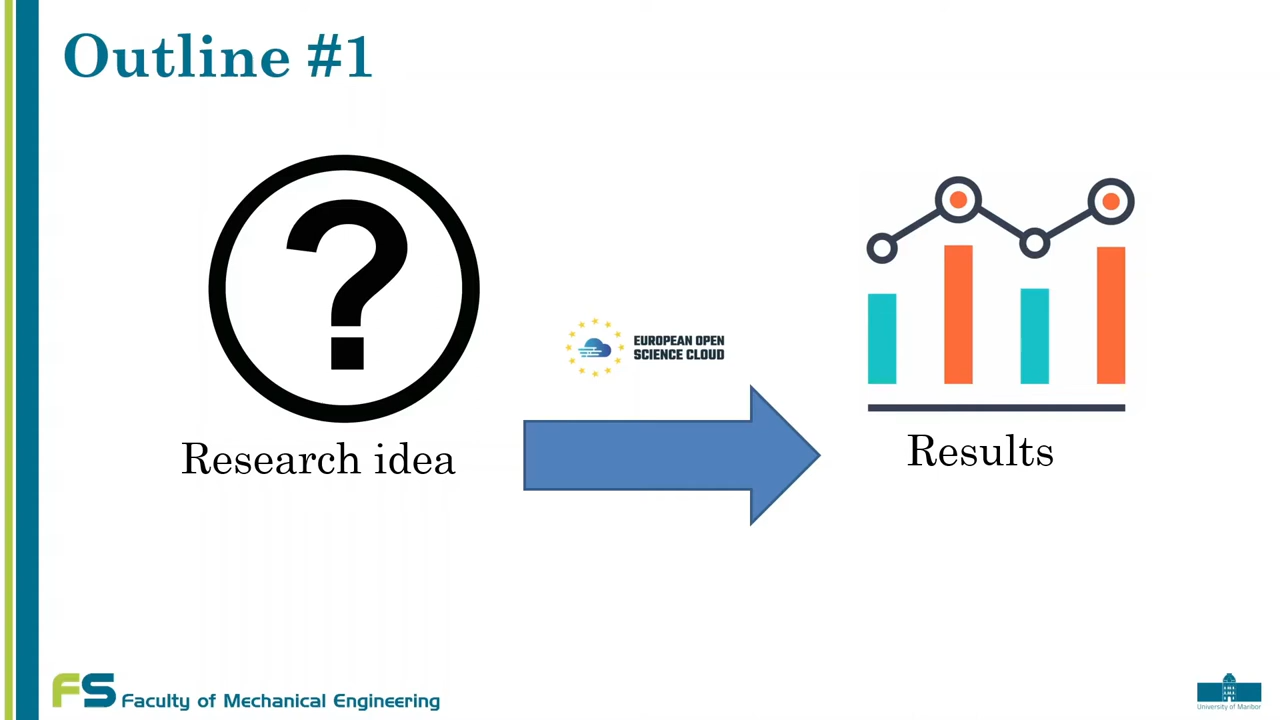 Outline #1
?
EUROPEAN OPEN
SCIENCE CLOUD
Research idea
Results
FS Faculty of Mechanical Engineering
University of Maribor